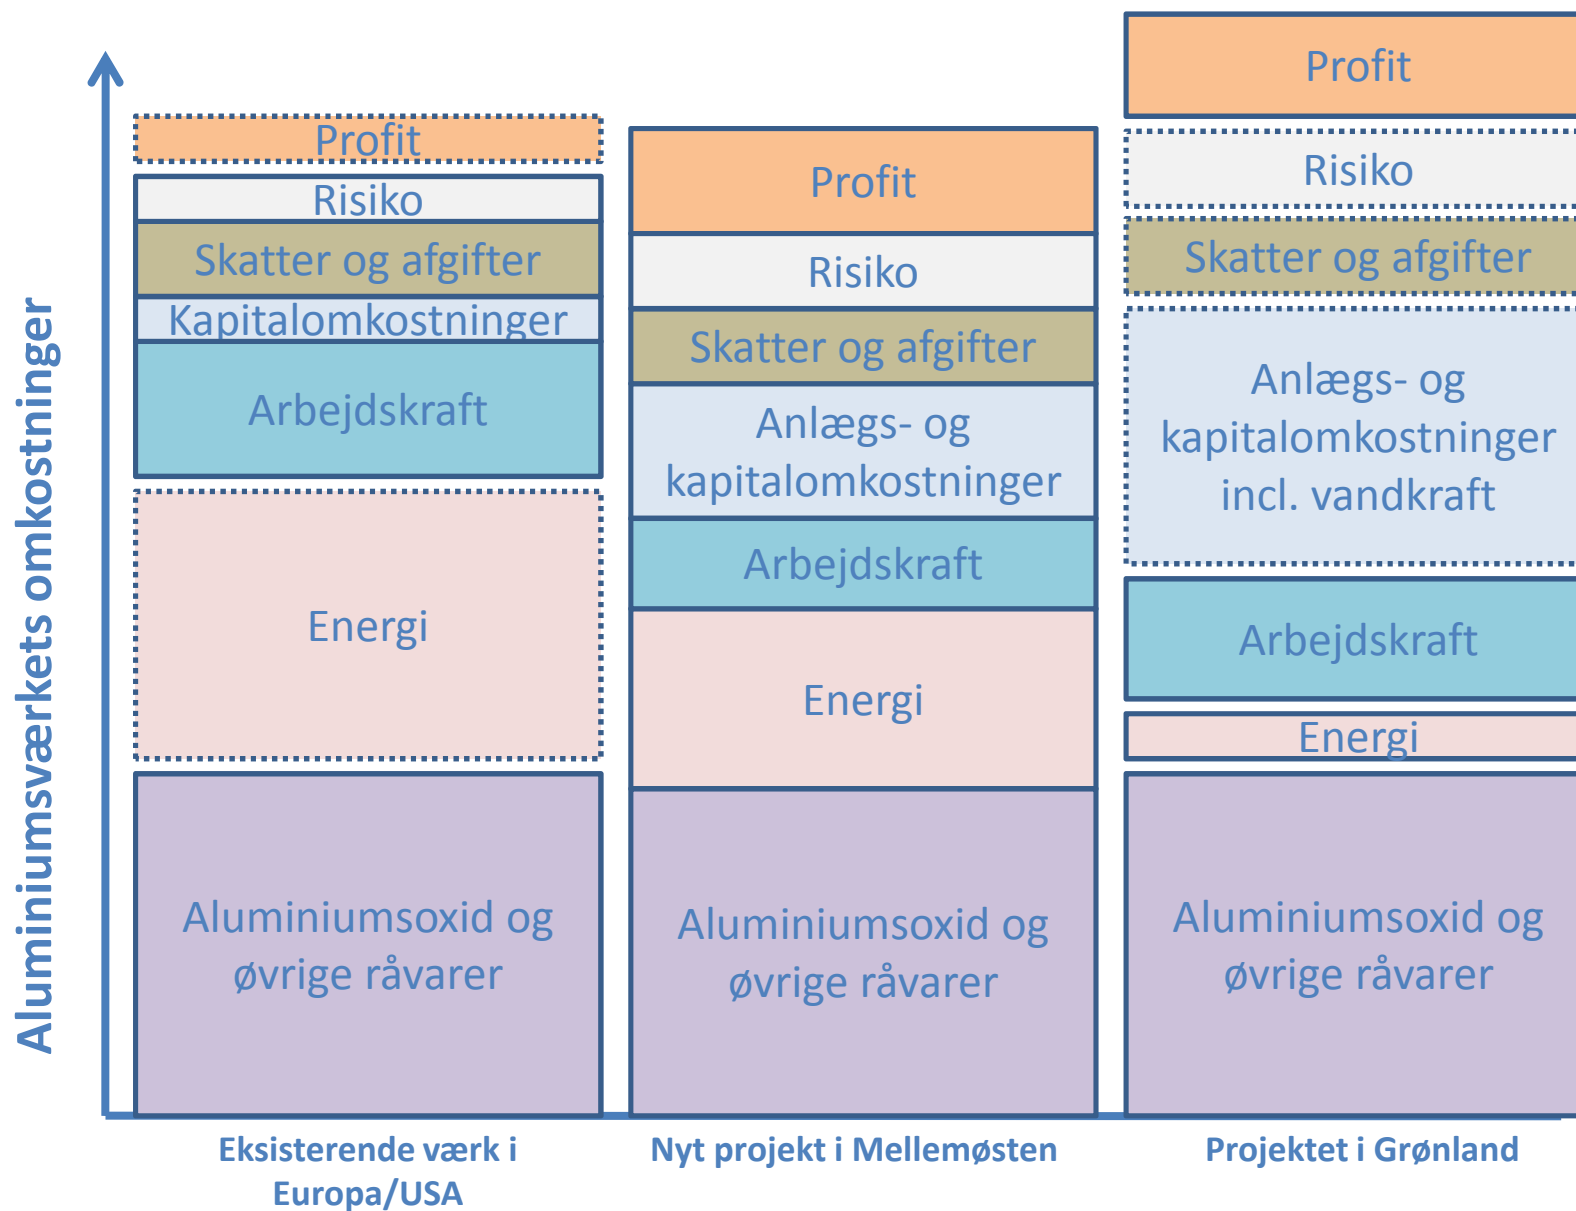 Aluminiumsværkets omkostninger
Profit
Risiko
Skatter og afgifter
Kapitalomkostninger
Arbejdskraft
Energi
Aluminiumsoxid og
øvrige råvarer
Eksisterende værk i
Europa/USA
Profit
Risiko
Skatter og afgifter
Anlægs- og
kapitalomkostninger
Arbejdskraft
Energi
Aluminiumsoxid og
øvrige råvarer
Nyt projekt i Mellemøsten
Profit
Risiko
Skatter og afgifter
Anlægs- og
kapitalomkostninger
incl. vandkraft
Arbejdskraft
Energi
Aluminiumsoxid og
øvrige råvarer
Projektet i Grønland